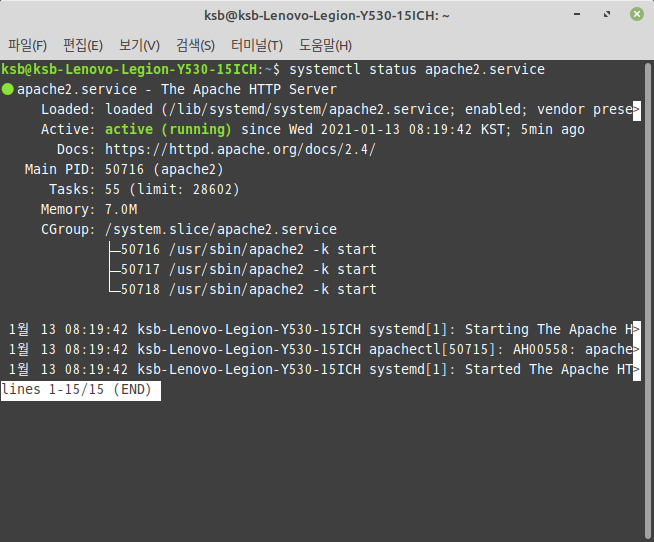 ksb@ksb-Lenovo-Legion-Y530-15ICH: ~
파일(F) 편집(E) 보기(V) 검색(S) 터미널(T) 도움말(H)
ksb@ksb-Lenovo-Legion-Y530-15ICH:~$ systemctl status apache2.service
● apache2.service - The Apache HTTP Server
Loaded: loaded (/lib/systemd/system/apache2.service; enabled; vendor prese>
Active: active (running) since Wed 2021-01-13 08:19:42 KST; 5min ago
Docs: https://httpd.apache.org/docs/2.4/
Main PID: 50716 (apache2)
Tasks: 55 (limit: 28602)
Memory: 7.0M
CGroup: /system.slice/apache2.service
├─50716 /usr/sbin/apache2 -k start
├─50717 /usr/sbin/apache2 -k start
└─50718 /usr/sbin/apache2 -k start
1월 13 08:19:42 ksb-Lenovo-Legion-Y530-15ICH systemd[1]: Starting The Apache H>
1월 13 08:19:42 ksb-Lenovo-Legion-Y530-15ICH apachectl[50715]: AH00558: apache>
1월 13 08:19:42 ksb-Lenovo-Legion-Y530-15ICH systemd[1]: Started The Apache HT>
lines 1-15/15 (END)